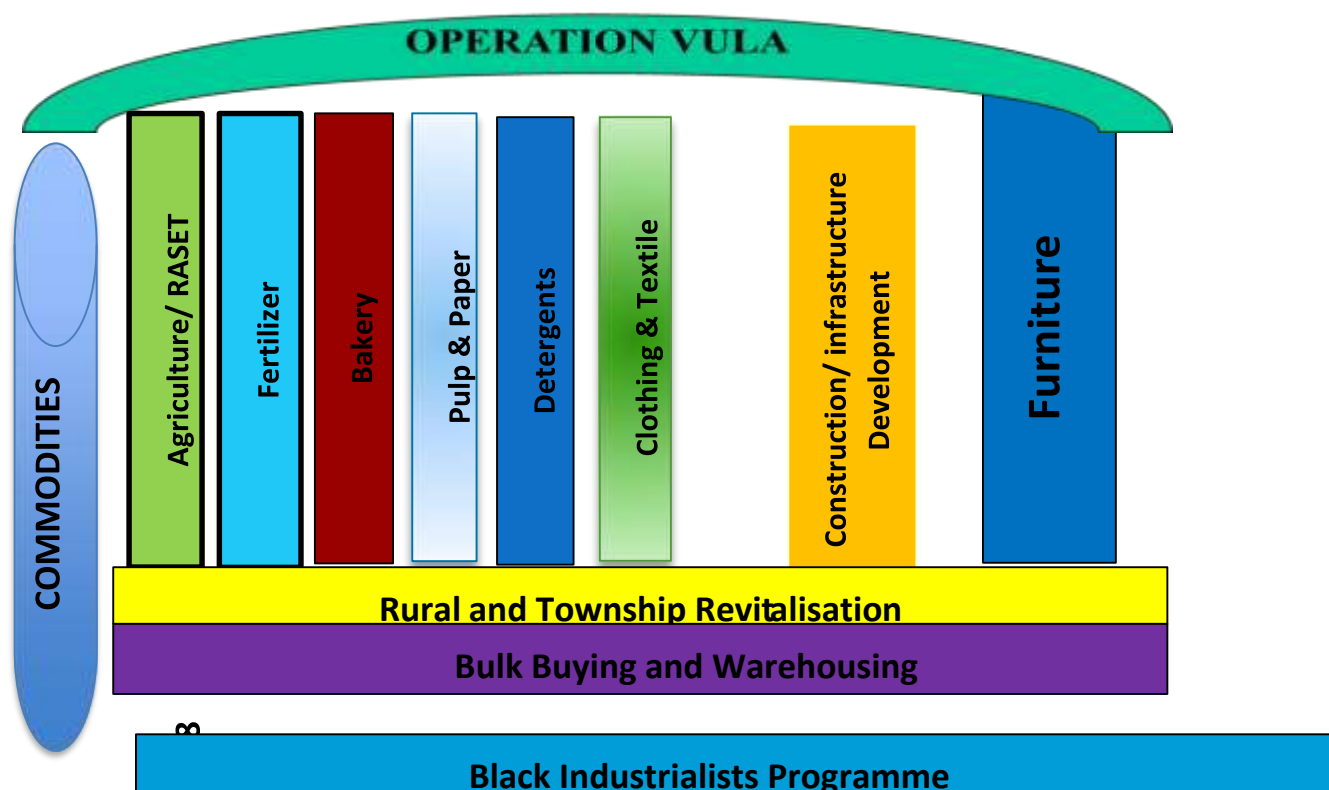 OPERATION VULA
COMMODITIES
Agriculture/ RASET
Fertilizer
Bakery
Pulp & Paper
Detergents
Clothing & Textile
Construction/ infrastructure
Development
Furniture
Rural and Township Revitalisation
Bulk Buying and Warehousing
Black Industrialists Programme